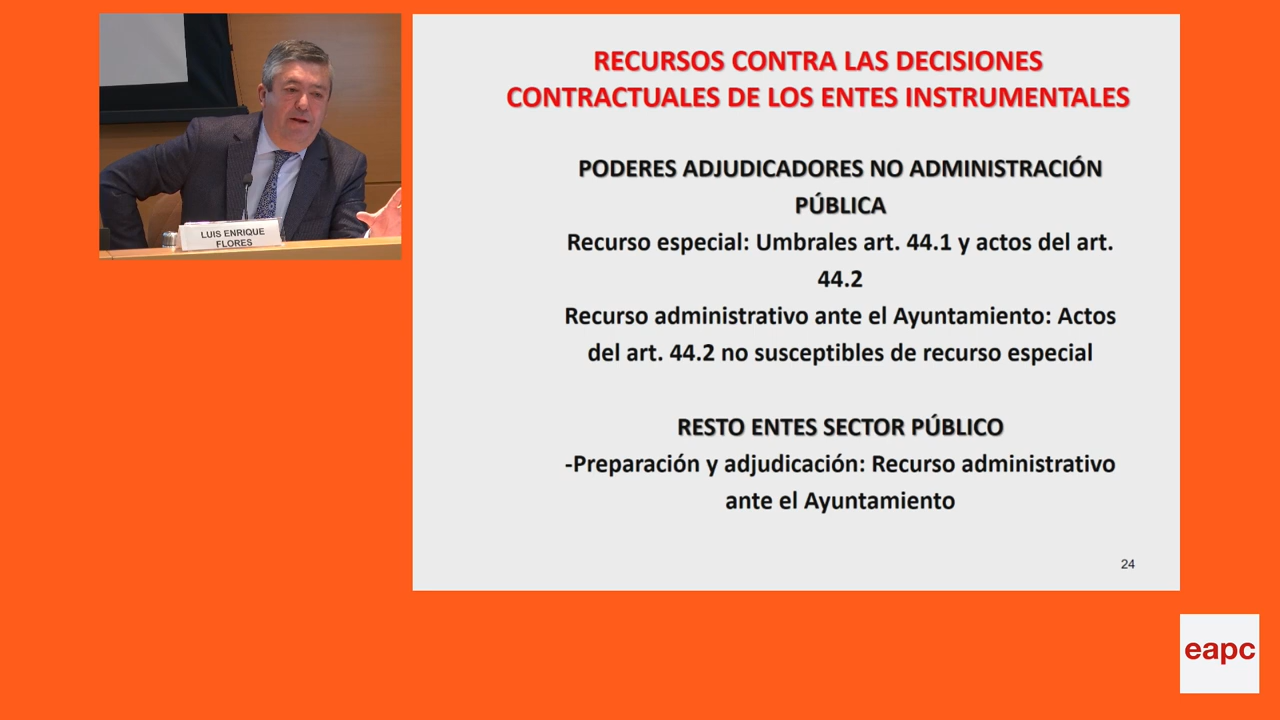 LUIS ENRIQUE
FLORES
RECURSOS CONTRA LAS DECISIONES
CONTRACTUALES DE LOS ENTES INSTRUMENTALES
PODERES ADJUDICADORES NO ADMINISTRACIÓN
PÚBLICA
Recurso especial: Umbrales art. 44.1 y actos del art.
44.2
Recurso administrativo ante el Ayuntamiento: Actos
del art. 44.2 no susceptibles de recurso especial
RESTO ENTES SECTOR PÚBLICO
-Preparación y adjudicación: Recurso administrativo
ante el Ayuntamiento
24
eapc